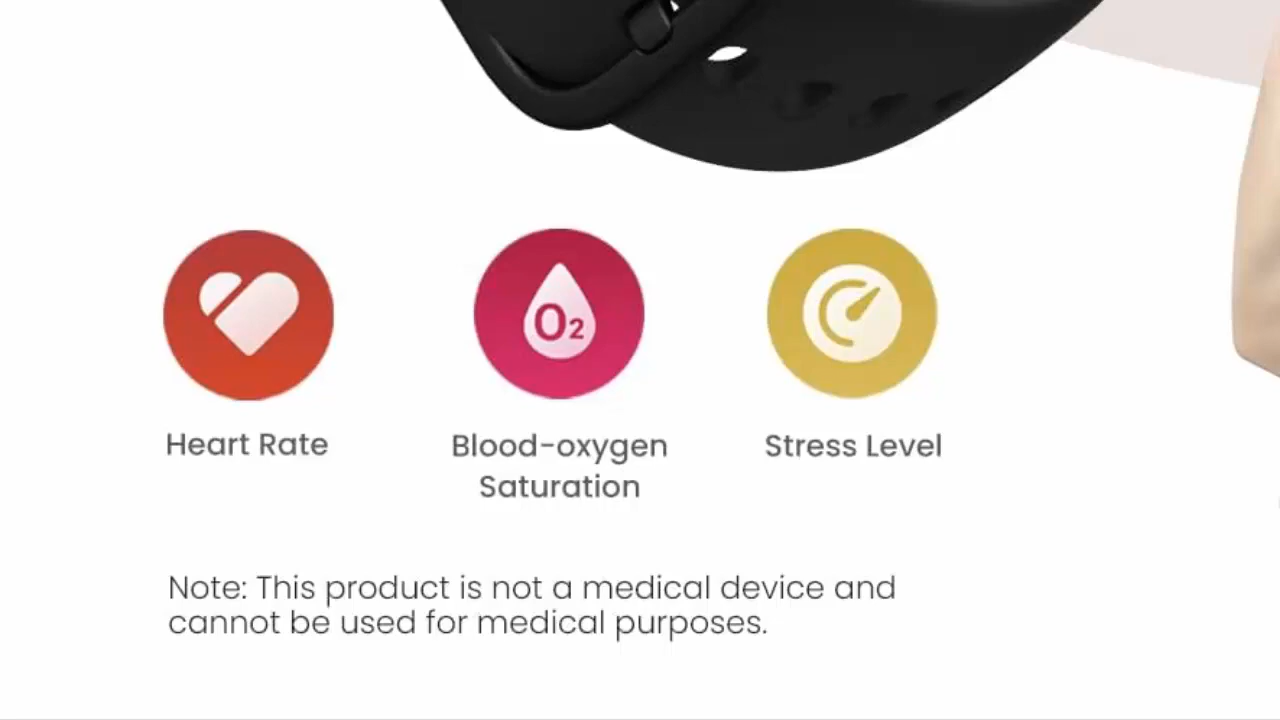 O2
Heart Rate
Blood-oxygen
Saturation
Stress Level
Note: This product is not a medical device and
cannot be used for medical purposes.